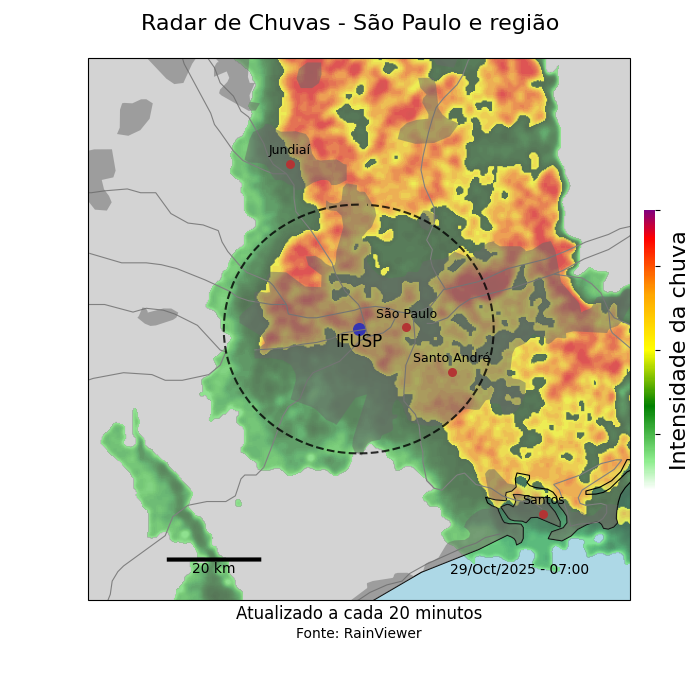 Radar de Chuvas - São Paulo e região
Jundiaí
São Paulo
IFUSP
Santo André
Santos
20 km
29/Oct/2025 - 07:00
Intensidade da chuva
Atualizado a cada 20 minutos
Fonte: RainViewer